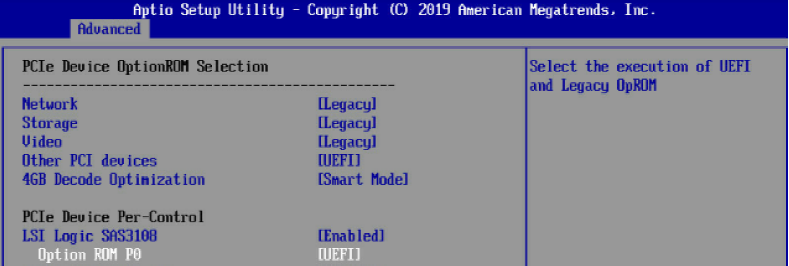 Aptio Setup Utility - Copyright (C) 2019 American Megatrends, Inc.
Advanced
PCIe Device OptionROM Selection
------------------------------------------------
Network [Legacy]
Storage [Legacy]
Video [Legacy]
Other PCI devices [UEFI]
4GB Decode Optimization [Smart Mode]
PCIe Device Per-Control
LSI Logic SAS3108 [Enabled]
Option ROM P0 [UEFI]
Select the execution of UEFI
and Legacy OpROM